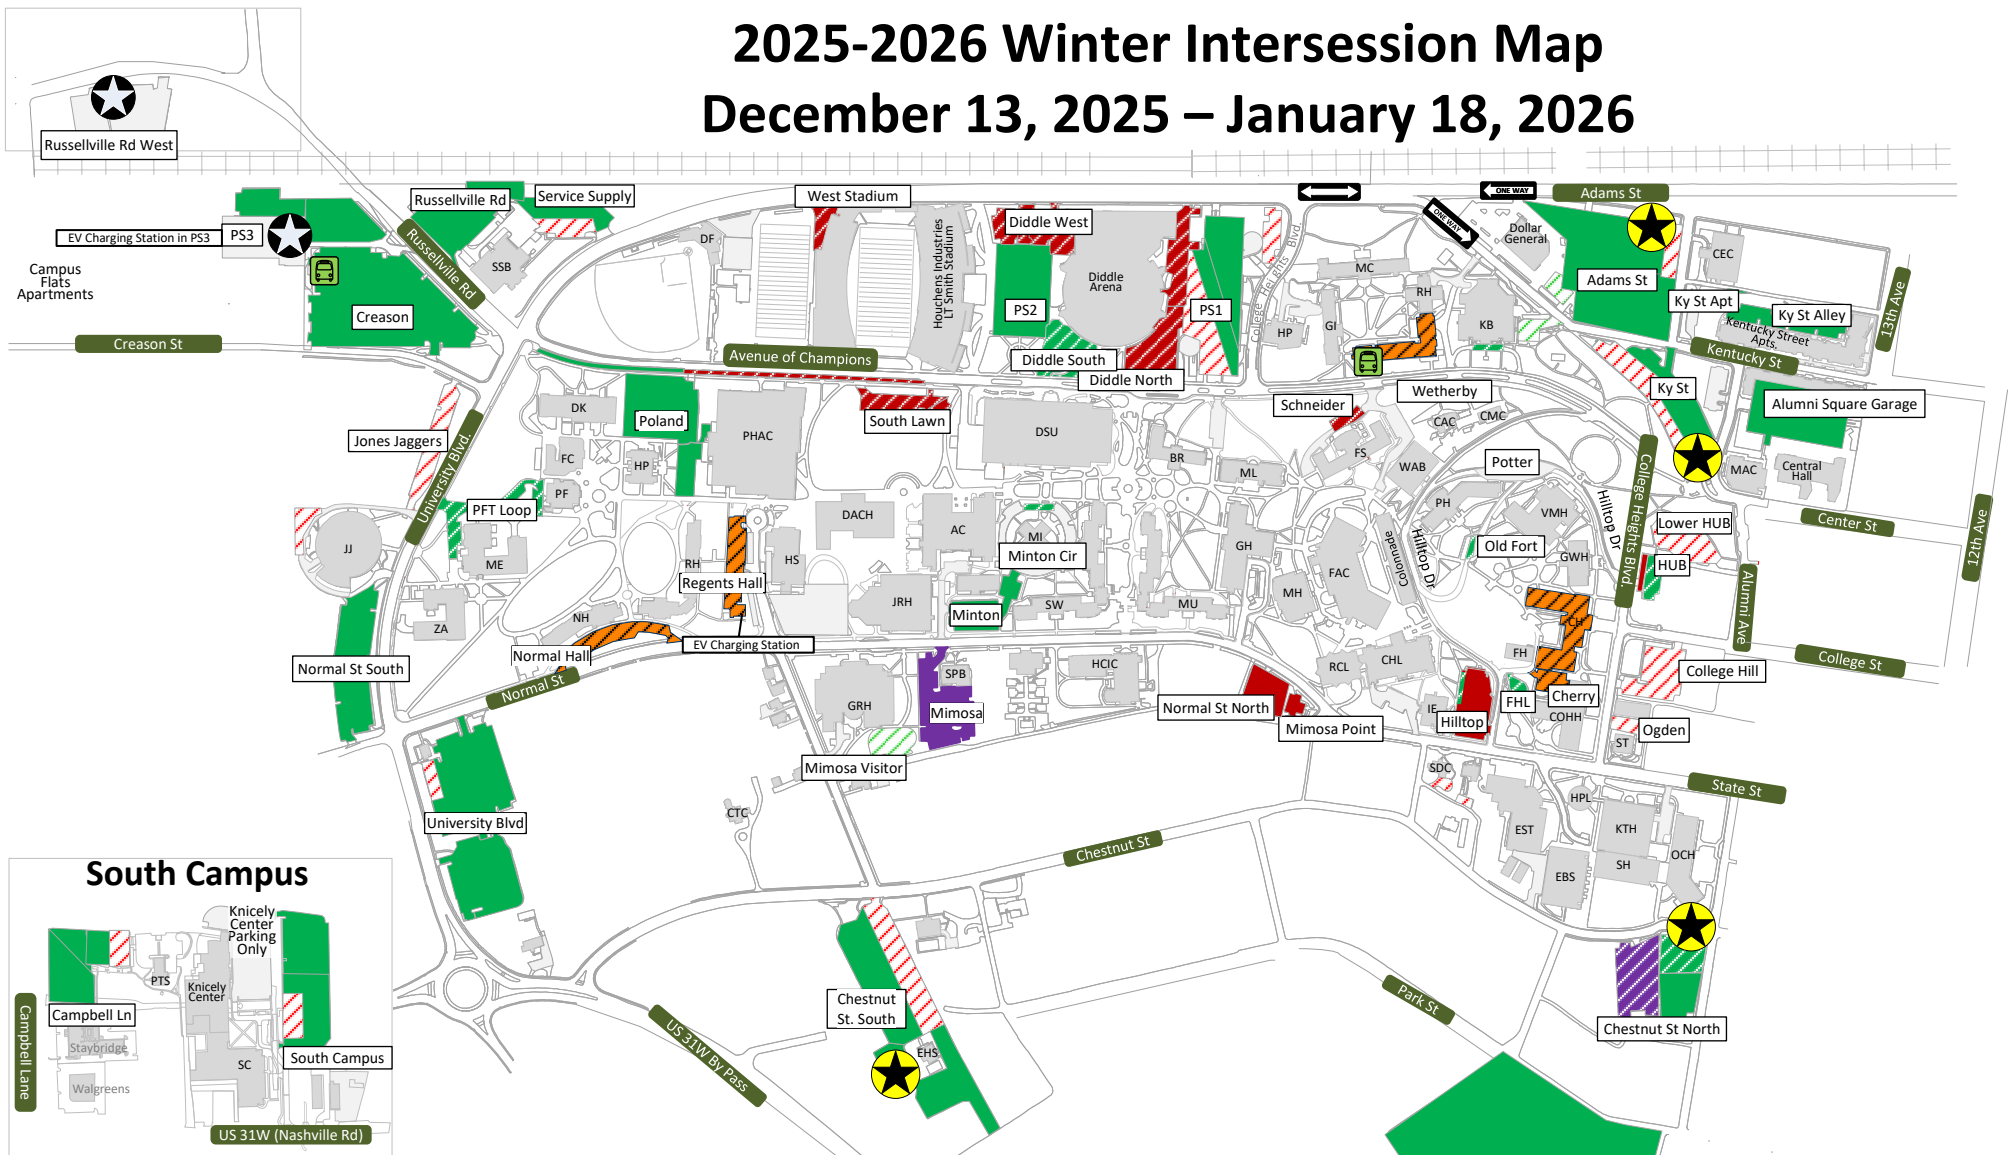 2025-2026 Winter Intersession Map
December 13, 2025 – January 18, 2026
Russellville Rd West
Russellville Rd
Service Supply
West Stadium
Diddle West
ONE WAY
Adams St
ONE WAY
EV Charging Station in PS3
PS3
Campus
Flats
Apartments
Russellville Rd
SSB
DF
Houchens Industries
LT Smith Stadium
Diddle
Arena
College Heights Blvd.
MC
RH
Dollar
General
CEC
Adams St
Ky St Apt
Ky St Alley
13th Ave
Creason
PS2
PS1
HP
GI
KB
Kentucky Street
Apts.
Kentucky St
Creason St
Avenue of Champions
Diddle South
Diddle North
Wetherby
Ky St
Alumni Square Garage
Schneider
DK
Poland
PHAC
South Lawn
DSU
CAC
CMC
Jones Jaggers
University Blvd.
FC
HP
BR
ML
FS
WAB
Potter
College Heights Blvd.
MAC
Central
Hall
PF
PFT Loop
DACH
AC
MI
Minton Cir
PH
VMH
Hilltop Dr
Lower HUB
Center St
12th Ave
JJ
ME
RH
Regents Hall
HS
GH
FAC
Colonnade
Hilltop Dr
Old Fort
GWH
HUB
Alumni Ave
ZA
NH
JRH
Minton
SW
MU
MH
CH
EV Charging Station
Normal Hall
Normal St South
Normal St
SPB
HCIC
RCL
CHL
FH
College Hill
College St
GRH
Mimosa
Normal St North
Mimosa Point
IE
Hilltop
FHL
Cherry
COHH
Ogden
ST
Mimosa Visitor
SDC
State St
CTC
HPL
University Blvd
Chestnut St
EST
KTH
SH
OCH
EBS
South Campus
Knicely
Center
Parking
Only
PTS
Knicely
Center
Campbell Ln
Campbell Lane
Staybridge
Walgreens
SC
South Campus
US 31W (Nashville Rd)
US 31W By Pass
Chestnut
St. South
EHS
Park St
Chestnut St North